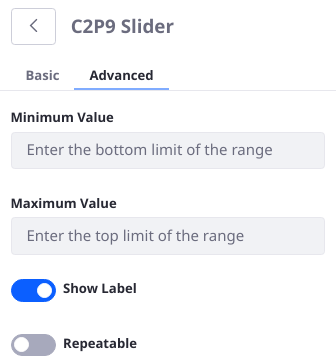 C2P9 Slider
Basic Advanced
Minimum Value
Enter the bottom limit of the range
Maximum Value
Enter the top limit of the range
Show Label
Repeatable